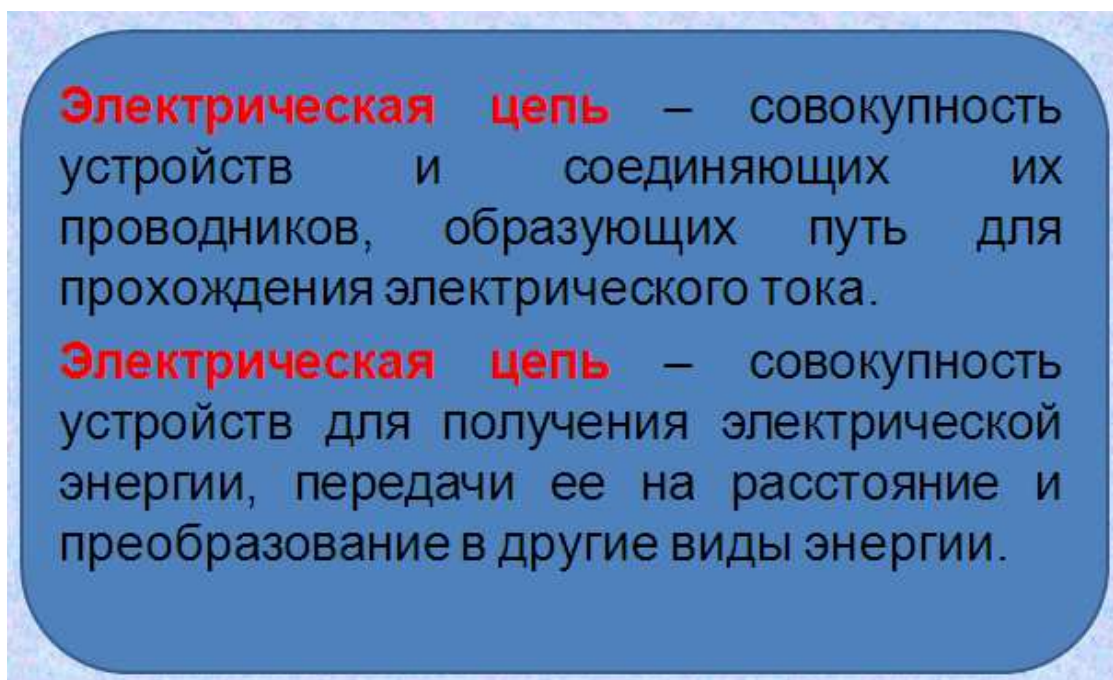 Электрическая цепь – совокупность
устройств и соединяющих их
проводников, образующих путь для
прохождения электрического тока.
Электрическая цепь – совокупность
устройств для получения электрической
энергии, передачи ее на расстояние и
преобразование в другие виды энергии.